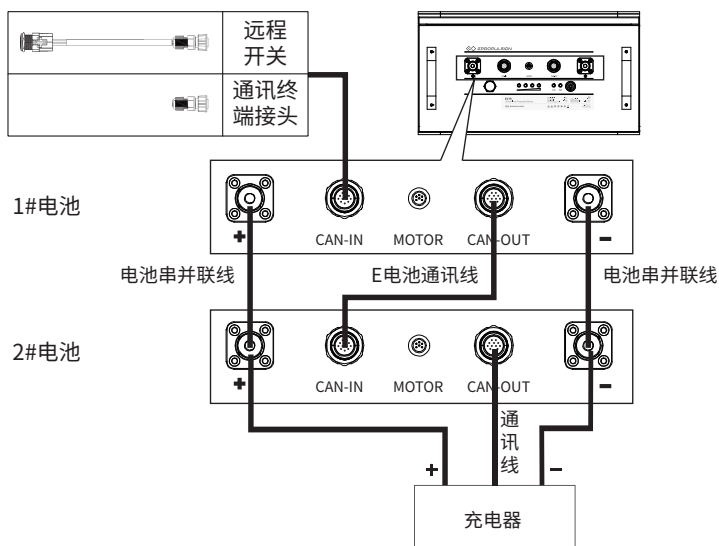 远程
开关
通讯终
端接头
EPROPULSION
1#电池
+
CAN-IN
MOTOR
CAN-OUT
−
电池串并联线
E电池通讯线
电池串并联线
2#电池
+
CAN-IN
MOTOR
CAN-OUT
−
通
讯
线
+
−
充电器